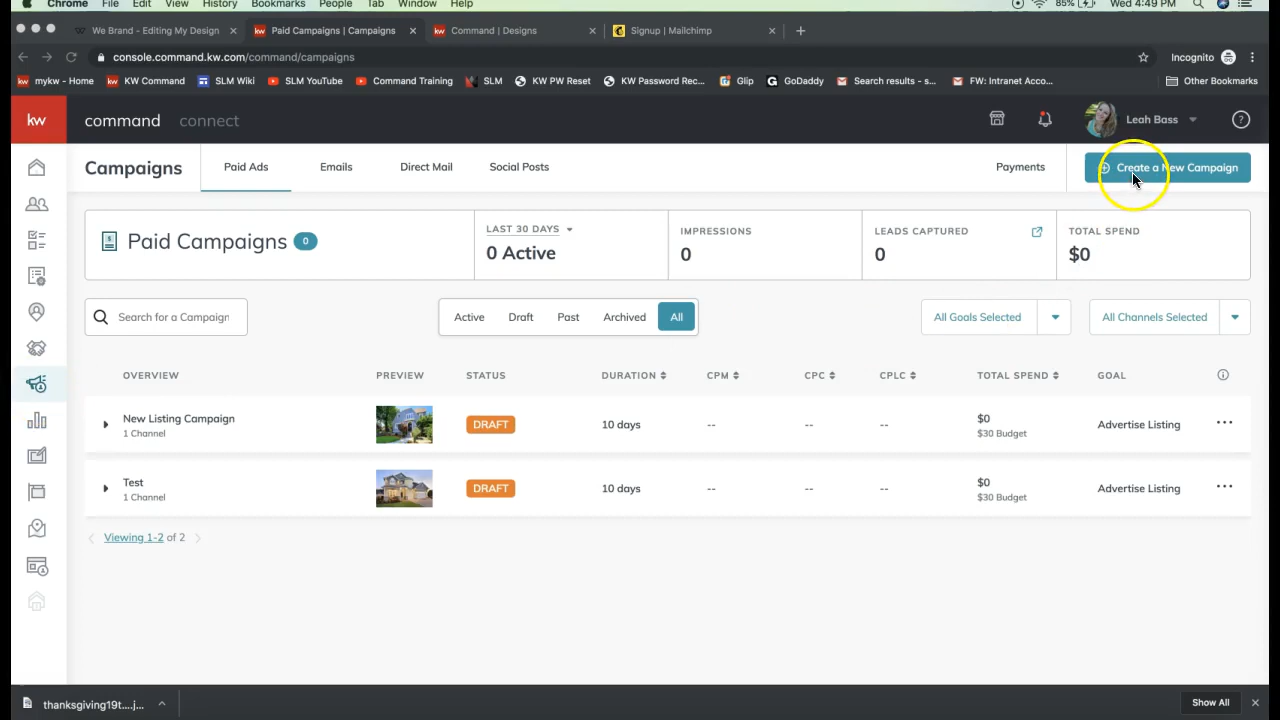 Chrome File Edit View History Bookmarks People Tab Window Help 85% Wed 4:49 PM
We Brand - Editing My Design Paid Campaigns | Campaigns Command | Designs Signup | Mailchimp
console.command.kw.com/command/campaigns Incognito
mykw - Home KW Command SLM Wiki SLM YouTube Command Training SLM KW PW Reset KW Password Rec... Glip GoDaddy Search results - s... FW: Intranet Acco... Other Bookmarks
kw command connect Leah Bass
Campaigns Paid Ads Emails Direct Mail Social Posts Payments Create a New Campaign
Paid Campaigns 0
LAST 30 DAYS IMPRESSIONS LEADS CAPTURED TOTAL SPEND
0 Active 0 0 $0
Search for a Campaign Active Draft Past Archived All All Goals Selected All Channels Selected
OVERVIEW PREVIEW STATUS DURATION CPM CPC CPLC TOTAL SPEND GOAL
New Listing Campaign DRAFT 10 days -- -- -- $0 Advertise Listing
1 Channel $30 Budget
Test DRAFT 10 days -- -- -- $0 Advertise Listing
1 Channel $30 Budget
Viewing 1-2 of 2
thanksgiving19t....j... Show All